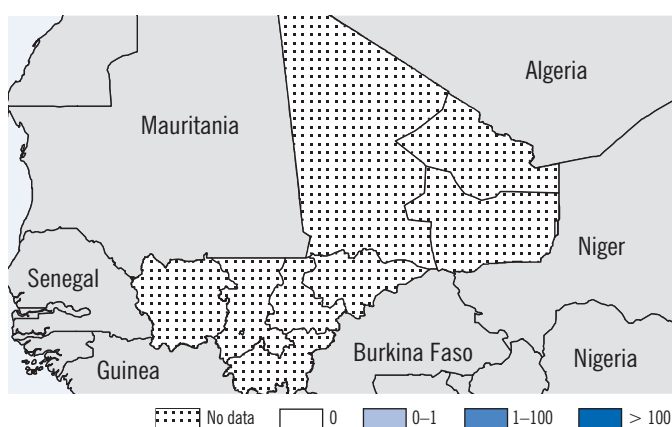 Algeria
Mauritania
Niger
Senegal
Burkina Faso
Nigeria
Guinea
No data 0 0–1 1–100 > 100